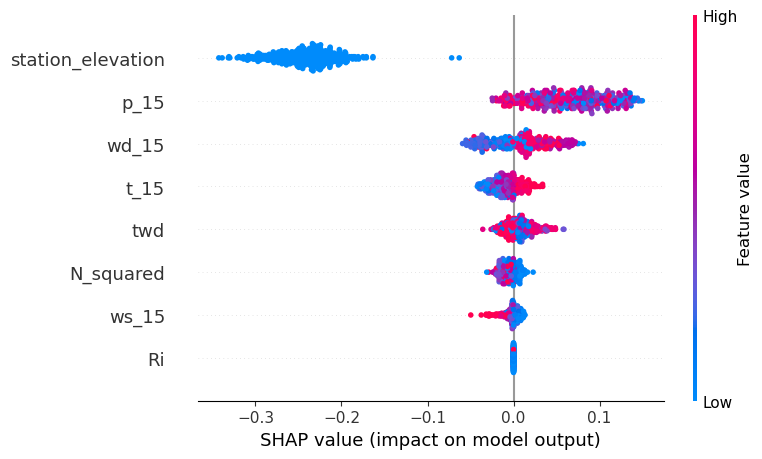 High
station_elevation
p_15
wd_15
t_15
twd
N_squared
ws_15
Ri
Feature value
Low
−0.3 −0.2 −0.1 0.0 0.1
SHAP value (impact on model output)